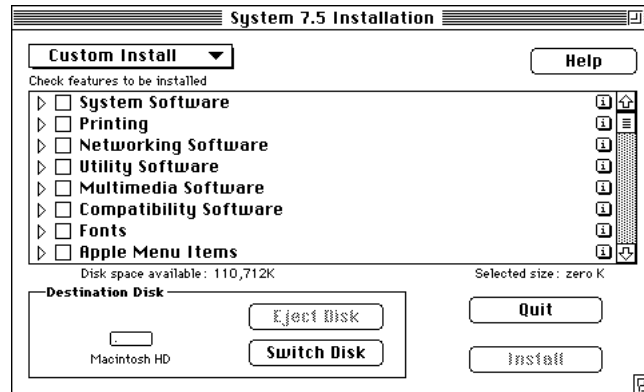 System 7.5 Installation
Custom Install
Help
Check features to be installed
System Software
Printing
Networking Software
Utility Software
Multimedia Software
Compatibility Software
Fonts
Apple Menu Items
Disk space available: 110,712K
Selected size: zero K
Destination Disk
Eject Disk
Quit
Macintosh HD
Switch Disk
Install